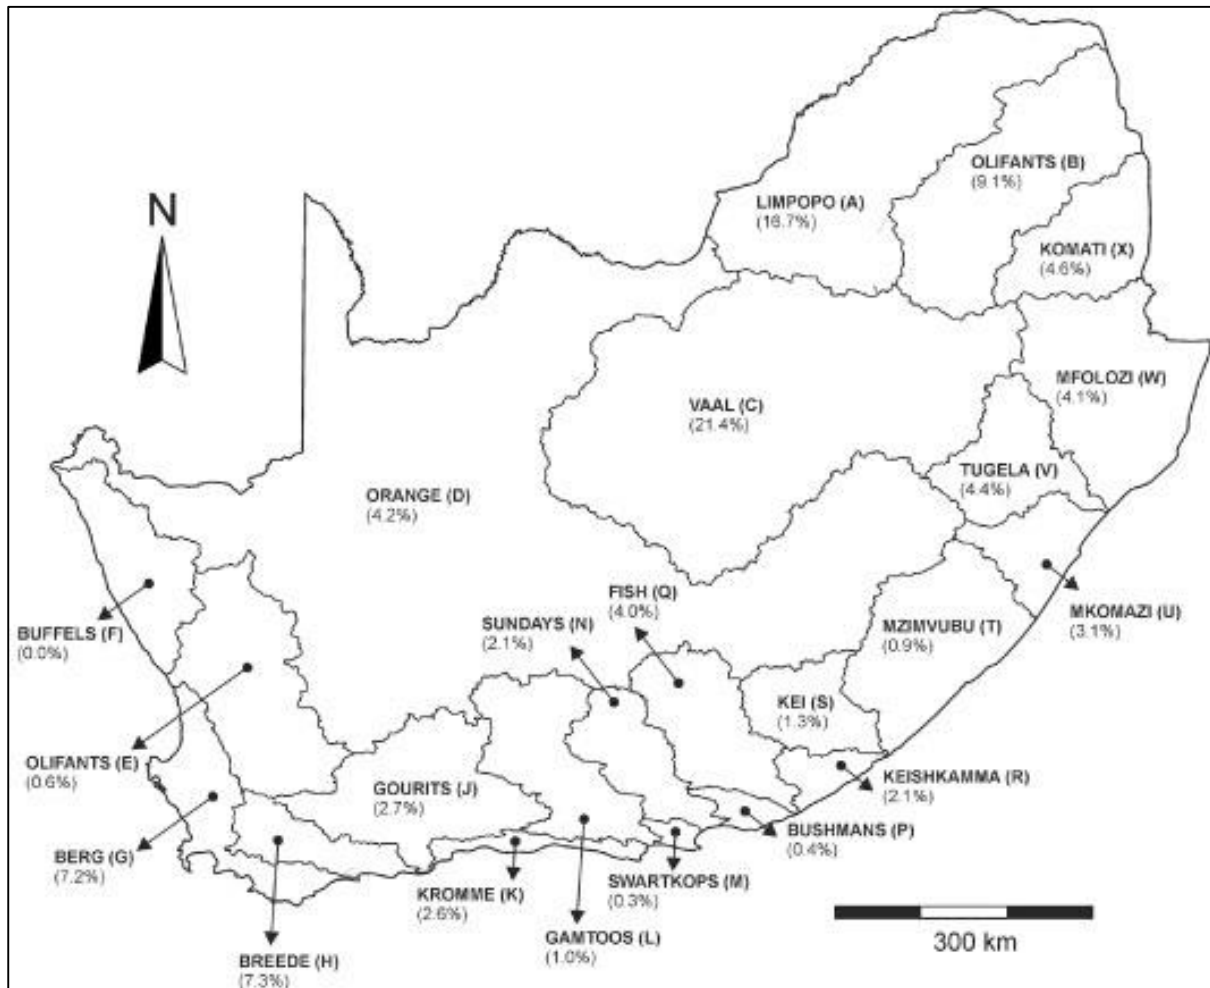 N
LIMPOPO (A)
(16.7%)
OLIFANTS (B)
(9.1%)
KOMATI (X)
(4.6%)
MFOLOZI (W)
(4.1%)
VAAL (C)
(21.4%)
TUGELA (V)
(4.4%)
ORANGE (D)
(4.2%)
MKOMAZI (U)
(3.1%)
FISH (Q)
(4.0%)
SUNDAYS (N)
(2.1%)
MZIMVUBU (T)
(0.9%)
BUFFELS (F)
(0.0%)
KEI (S)
(1.3%)
OLIFANTS (E)
(0.6%)
GOURITS (J)
(2.7%)
KEISHKAMMA (R)
(2.1%)
BUSHMANS (P)
(0.4%)
BERG (G)
(7.2%)
SWARTKOPS (M)
(0.3%)
KROMME (K)
(2.6%)
GAMTOOS (L)
(1.0%)
BREEDE (H)
(7.3%)
300 km